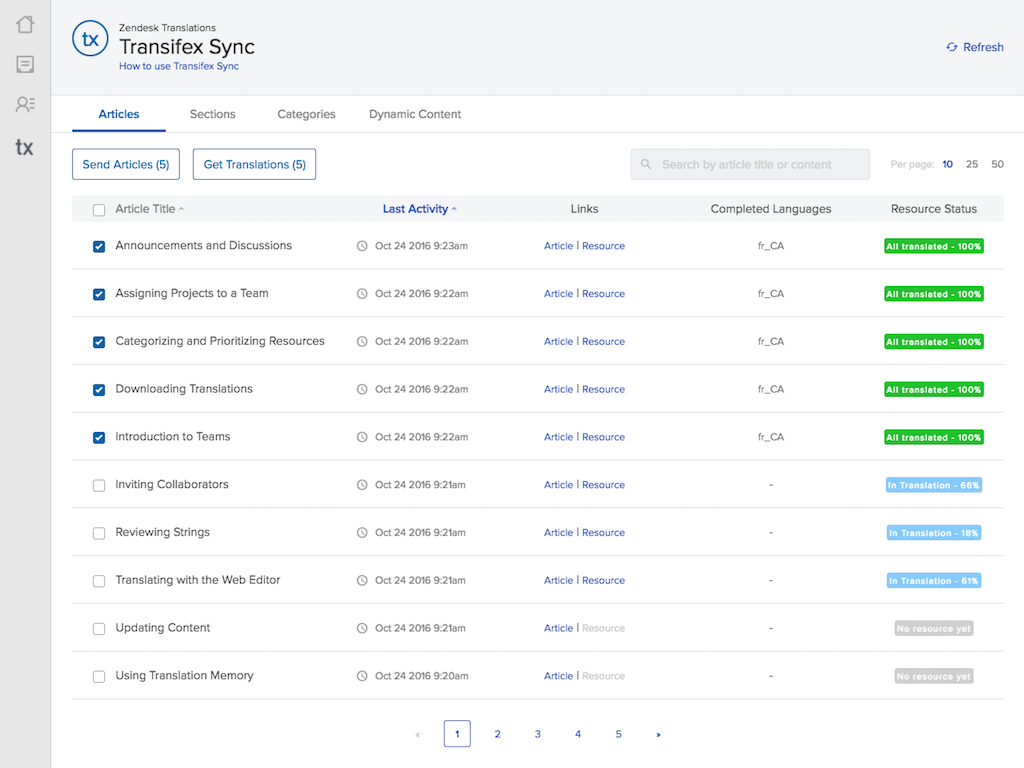 tx
Zendesk Translations
Transifex Sync
How to use Transifex Sync
Refresh
tx
Articles Sections Categories Dynamic Content
Send Articles (5) Get Translations (5) Search by article title or content Per page: 10 25 50
Article Title ^ Last Activity ^ Links Completed Languages Resource Status
Announcements and Discussions Oct 24 2016 9:23am Article | Resource fr_CA All translated - 100%
Assigning Projects to a Team Oct 24 2016 9:22am Article | Resource fr_CA All translated - 100%
Categorizing and Prioritizing Resources Oct 24 2016 9:22am Article | Resource fr_CA All translated - 100%
Downloading Translations Oct 24 2016 9:22am Article | Resource fr_CA All translated - 100%
Introduction to Teams Oct 24 2016 9:22am Article | Resource fr_CA All translated - 100%
Inviting Collaborators Oct 24 2016 9:21am Article | Resource - In Translation - 66%
Reviewing Strings Oct 24 2016 9:21am Article | Resource - In Translation - 18%
Translating with the Web Editor Oct 24 2016 9:21am Article | Resource - In Translation - 61%
Updating Content Oct 24 2016 9:21am Article | Resource - No resource yet
Using Translation Memory Oct 24 2016 9:20am Article | Resource - No resource yet
« 1 2 3 4 5 »